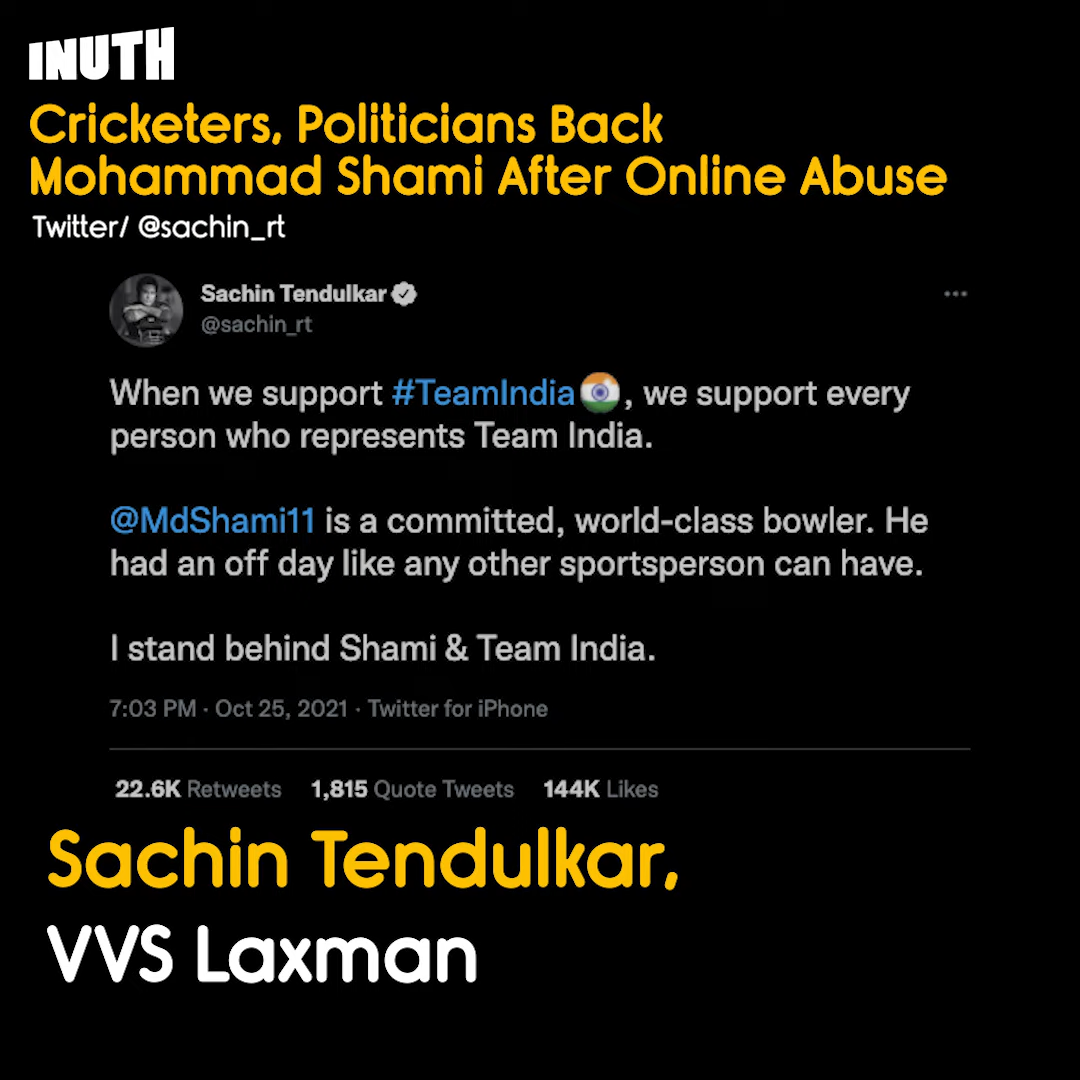 INUTH
Cricketers, Politicians Back
Mohammad Shami After Online Abuse
Twitter/ @sachin_rt
Sachin Tendulkar
@sachin_rt
When we support #TeamIndia🇮🇳, we support every
person who represents Team India.
@MdShami11 is a committed, world-class bowler. He
had an off day like any other sportsperson can have.
I stand behind Shami & Team India.
7:03 PM · Oct 25, 2021 · Twitter for iPhone
22.6K Retweets 1,815 Quote Tweets 144K Likes
Sachin Tendulkar,
VVS Laxman